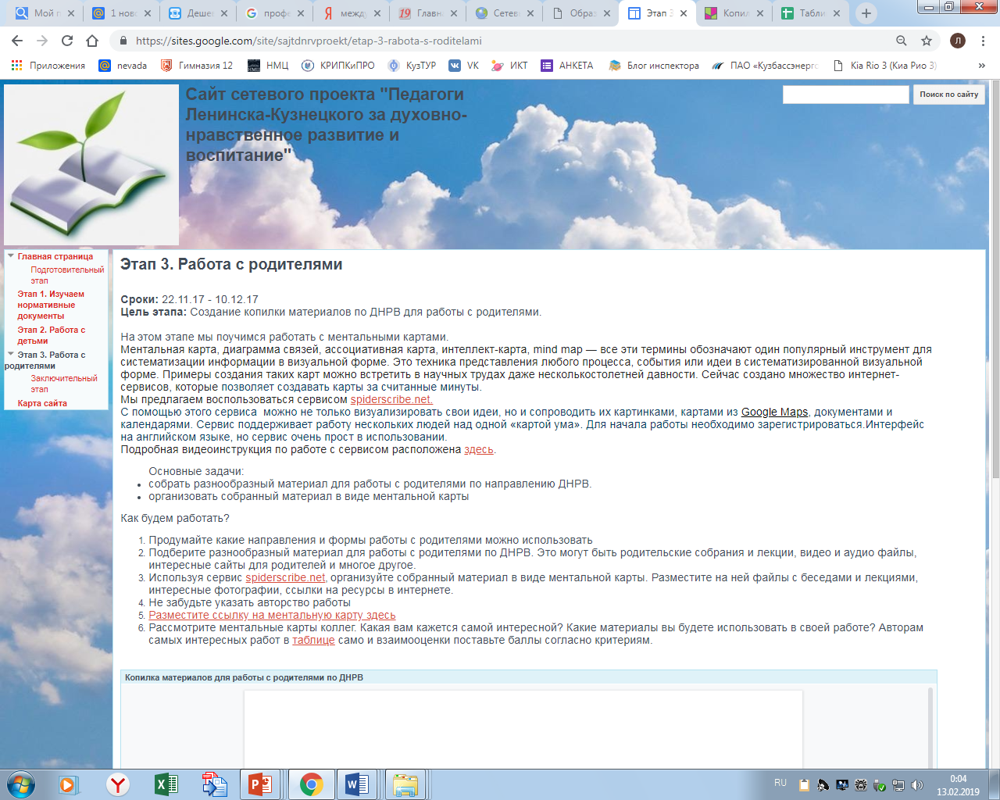 Мой п
1 ново
Дешев
профе
межд
Главн
Сетев
Образ
Этап 3
Копил
Табли
https://sites.google.com/site/sajtdnrvproekt/etap-3-rabota-s-roditelami
Л
Приложения
nevada
Гимназия 12
НМЦ
КРИПКиПРО
КузТУР
VK
ИКТ
АНКЕТА
Блог инспектора
ПАО «Кузбассэнерго
Kia Rio 3 (Киа Рио 3)
»
Сайт сетевого проекта "Педагоги
Ленинска-Кузнецкого за духовно-
нравственное развитие и
воспитание"
Поиск по сайту
Главная страница
Подготовительный
этап
Этап 1. Изучаем
нормативные
документы
Этап 2. Работа с
детьми
Этап 3. Работа с
родителями
Заключительный
этап
Карта сайта
Этап 3. Работа с родителями
Сроки: 22.11.17 - 10.12.17
Цель этапа: Создание копилки материалов по ДНРВ для работы с родителями.
На этом этапе мы поучимся работать с ментальными картами.
Ментальная карта, диаграмма связей, ассоциативная карта, интеллект-карта, mind map — все эти термины обозначают один популярный инструмент для
систематизации информации в визуальной форме. Это техника представления любого процесса, события или идеи в систематизированной визуальной
форме. Примеры создания таких карт можно встретить в научных трудах даже несколькостолетней давности. Сейчас создано множество интернет-
сервисов, которые позволяет создавать карты за считанные минуты.
Мы предлагаем воспользоваться сервисом spiderscribe.net.
С помощью этого сервиса можно не только визуализировать свои идеи, но и сопроводить их картинками, картами из Google Maps, документами и
календарями. Сервис поддерживает работу нескольких людей над одной «картой ума». Для начала работы необходимо зарегистрироваться.Интерфейс
на английском языке, но сервис очень прост в использовании.
Подробная видеоинструкция по работе с сервисом расположена здесь.
Основные задачи:
• собрать разнообразный материал для работы с родителями по направлению ДНРВ.
• организовать собранный материал в виде ментальной карты
Как будем работать?
1. Продумайте какие направления и формы работы с родителями можно использовать
2. Подберите разнообразный материал для работы с родителями по ДНРВ. Это могут быть родительские собрания и лекции, видео и аудио файлы,
интересные сайты для родителей и многое другое.
3. Используя сервис spiderscribe.net, организуйте собранный материал в виде ментальной карты. Разместите на ней файлы с беседами и лекциями,
интересные фотографии, ссылки на ресурсы в интернете.
4. Не забудьте указать авторство работы
5. Разместите ссылку на ментальную карту здесь
6. Рассмотрите ментальные карты коллег. Какая вам кажется самой интересной? Какие материалы вы будете использовать в своей работе? Авторам
самых интересных работ в таблице само и взаимооценки поставьте баллы согласно критериям.
Копилка материалов для работы с родителями по ДНРВ
RU
0:04
13.02.2019